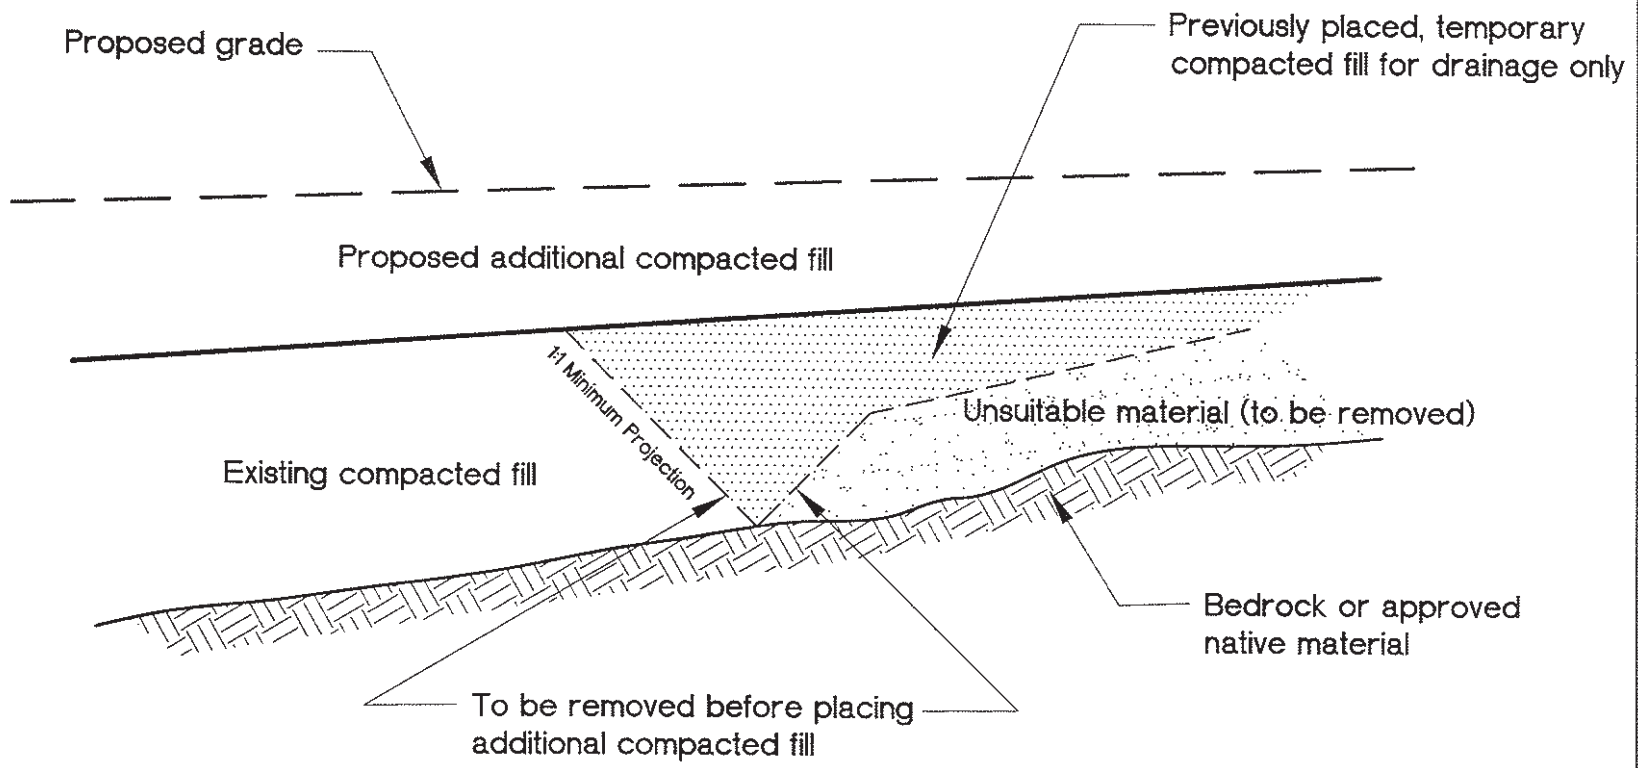 Proposed grade
Previously placed, temporary
compacted fill for drainage only
Proposed additional compacted fill
1:1 Minimum Projection
Unsuitable material (to be removed)
Existing compacted fill
Bedrock or approved
native material
To be removed before placing
additional compacted fill